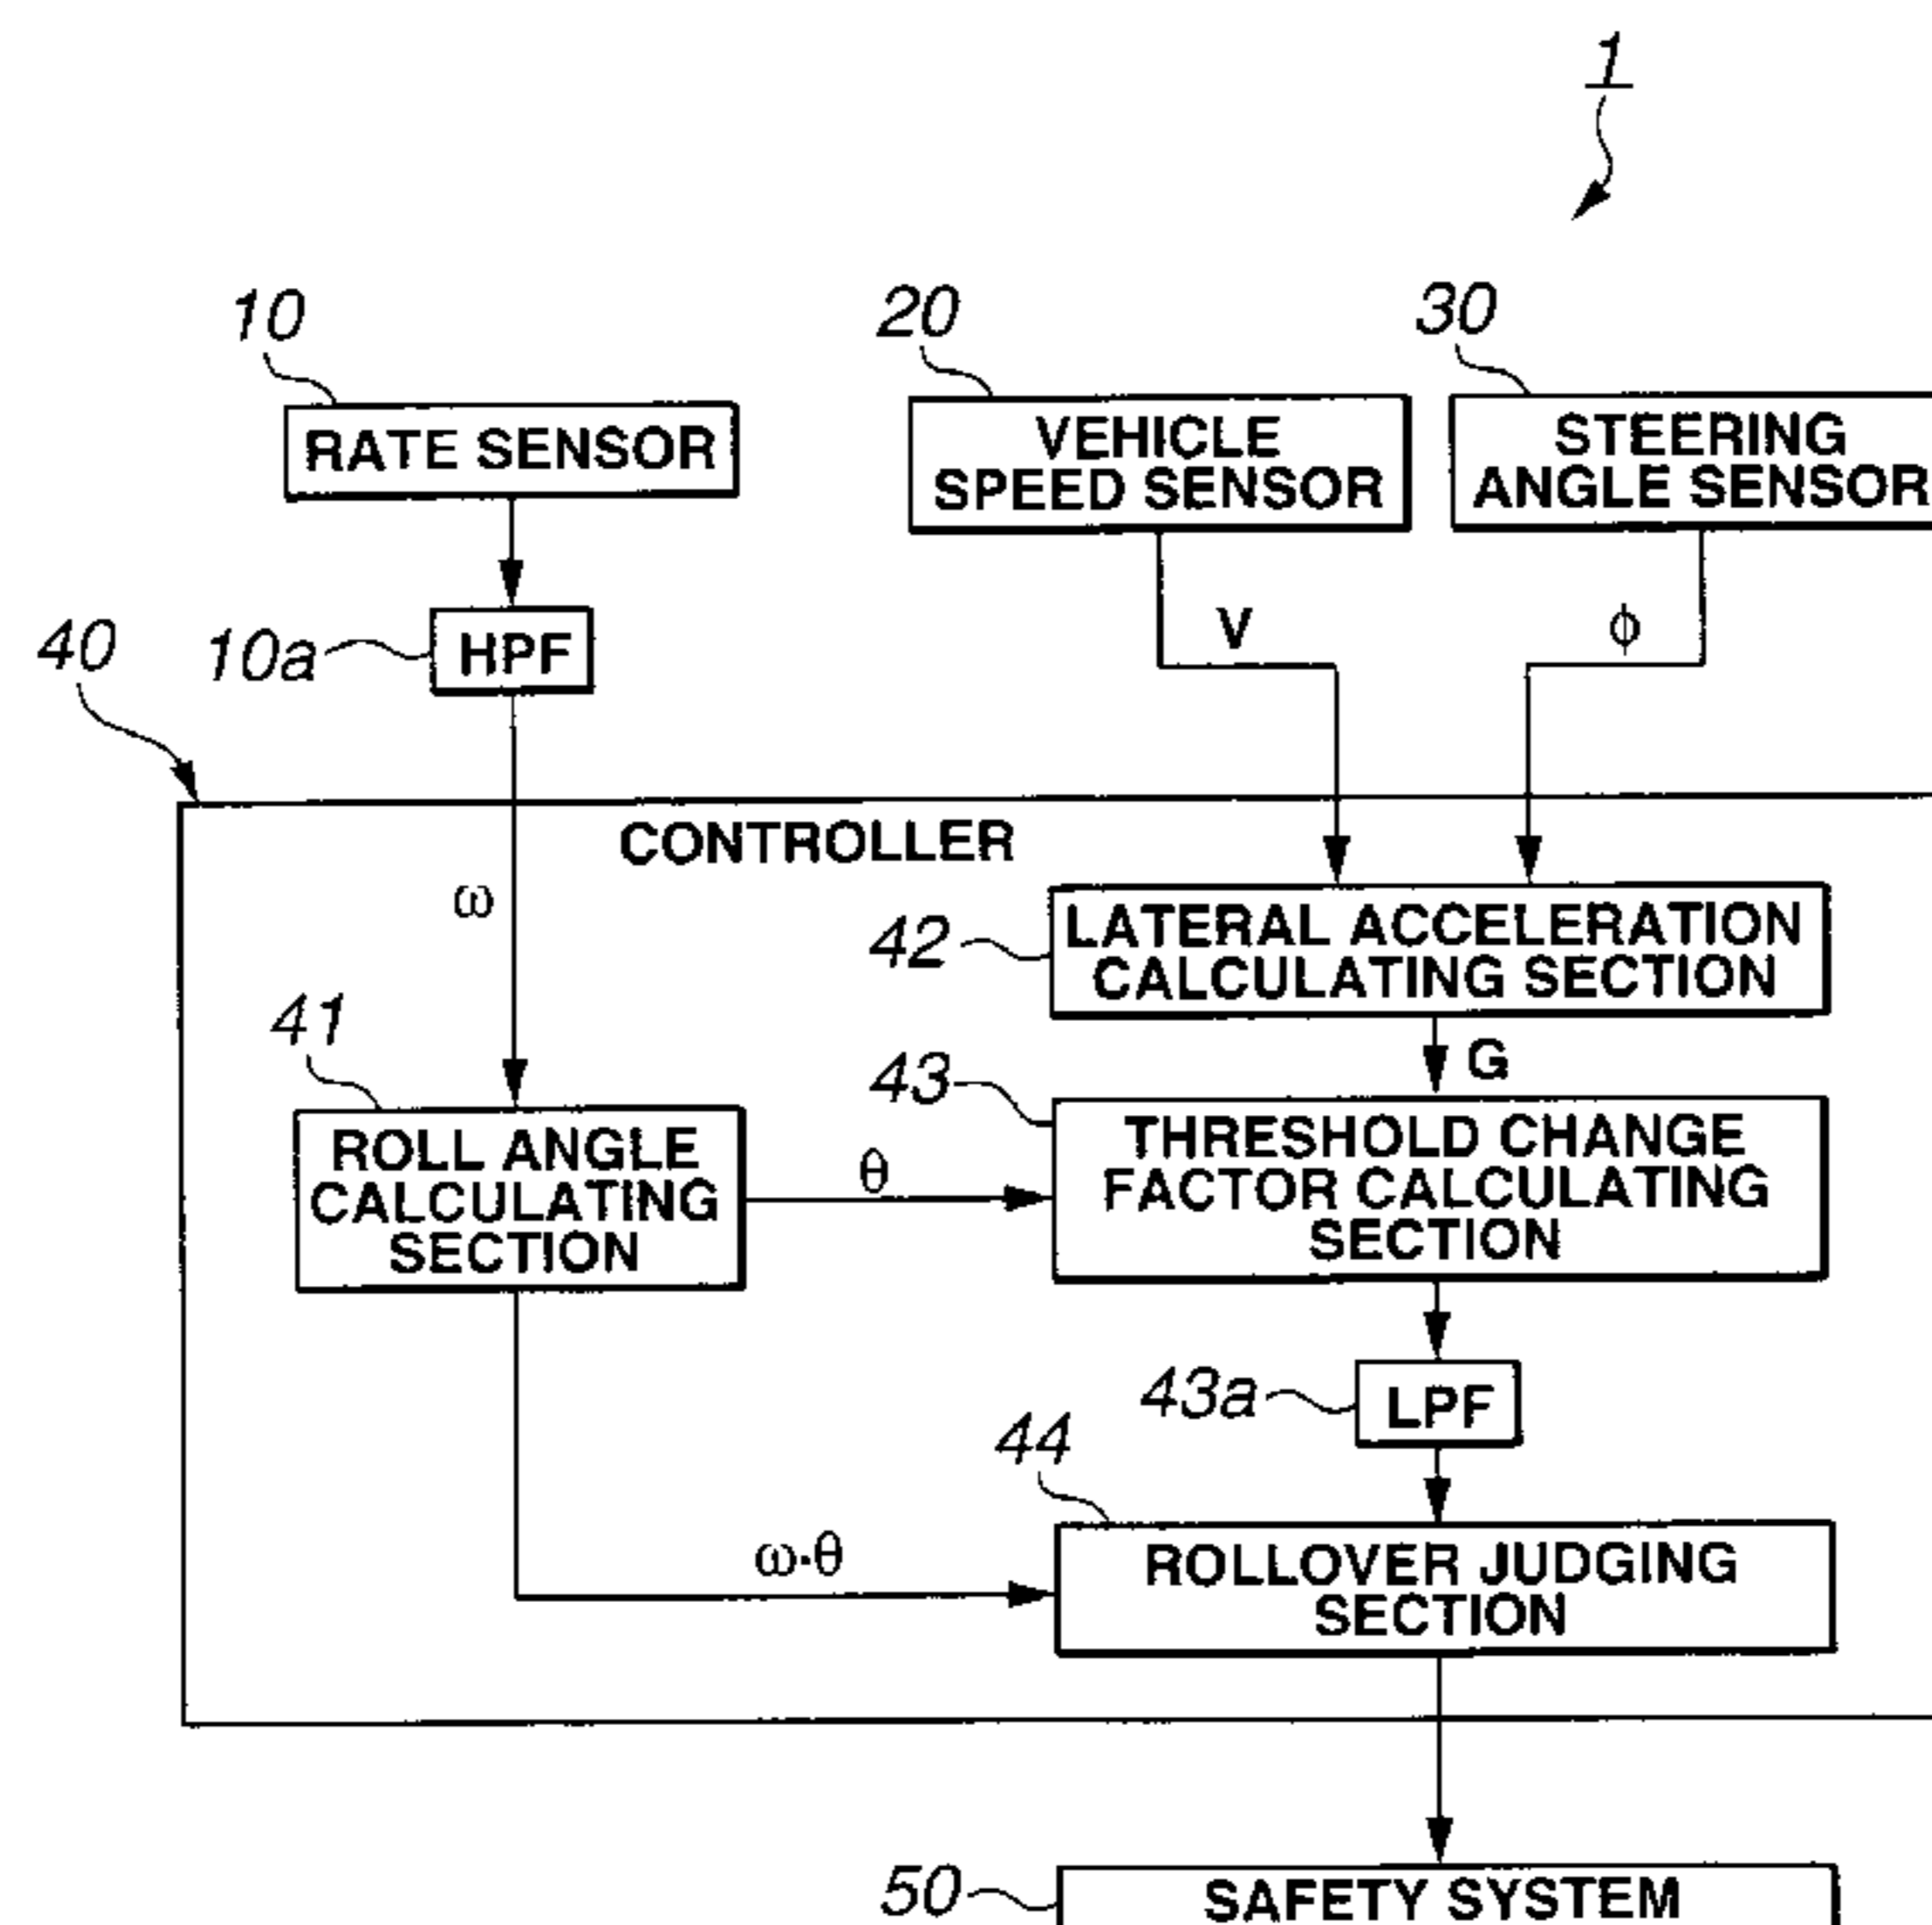 1
10
20
30
RATE SENSOR
VEHICLE
SPEED SENSOR
STEERING
ANGLE SENSOR
40
10a
HPF
V
ϕ
CONTROLLER
ω
42
LATERAL ACCELERATION
CALCULATING SECTION
41
G
43
ROLL ANGLE
CALCULATING
SECTION
θ
THRESHOLD CHANGE
FACTOR CALCULATING
SECTION
43a
LPF
44
ω·θ
ROLLOVER JUDGING
SECTION
50
SAFETY SYSTEM